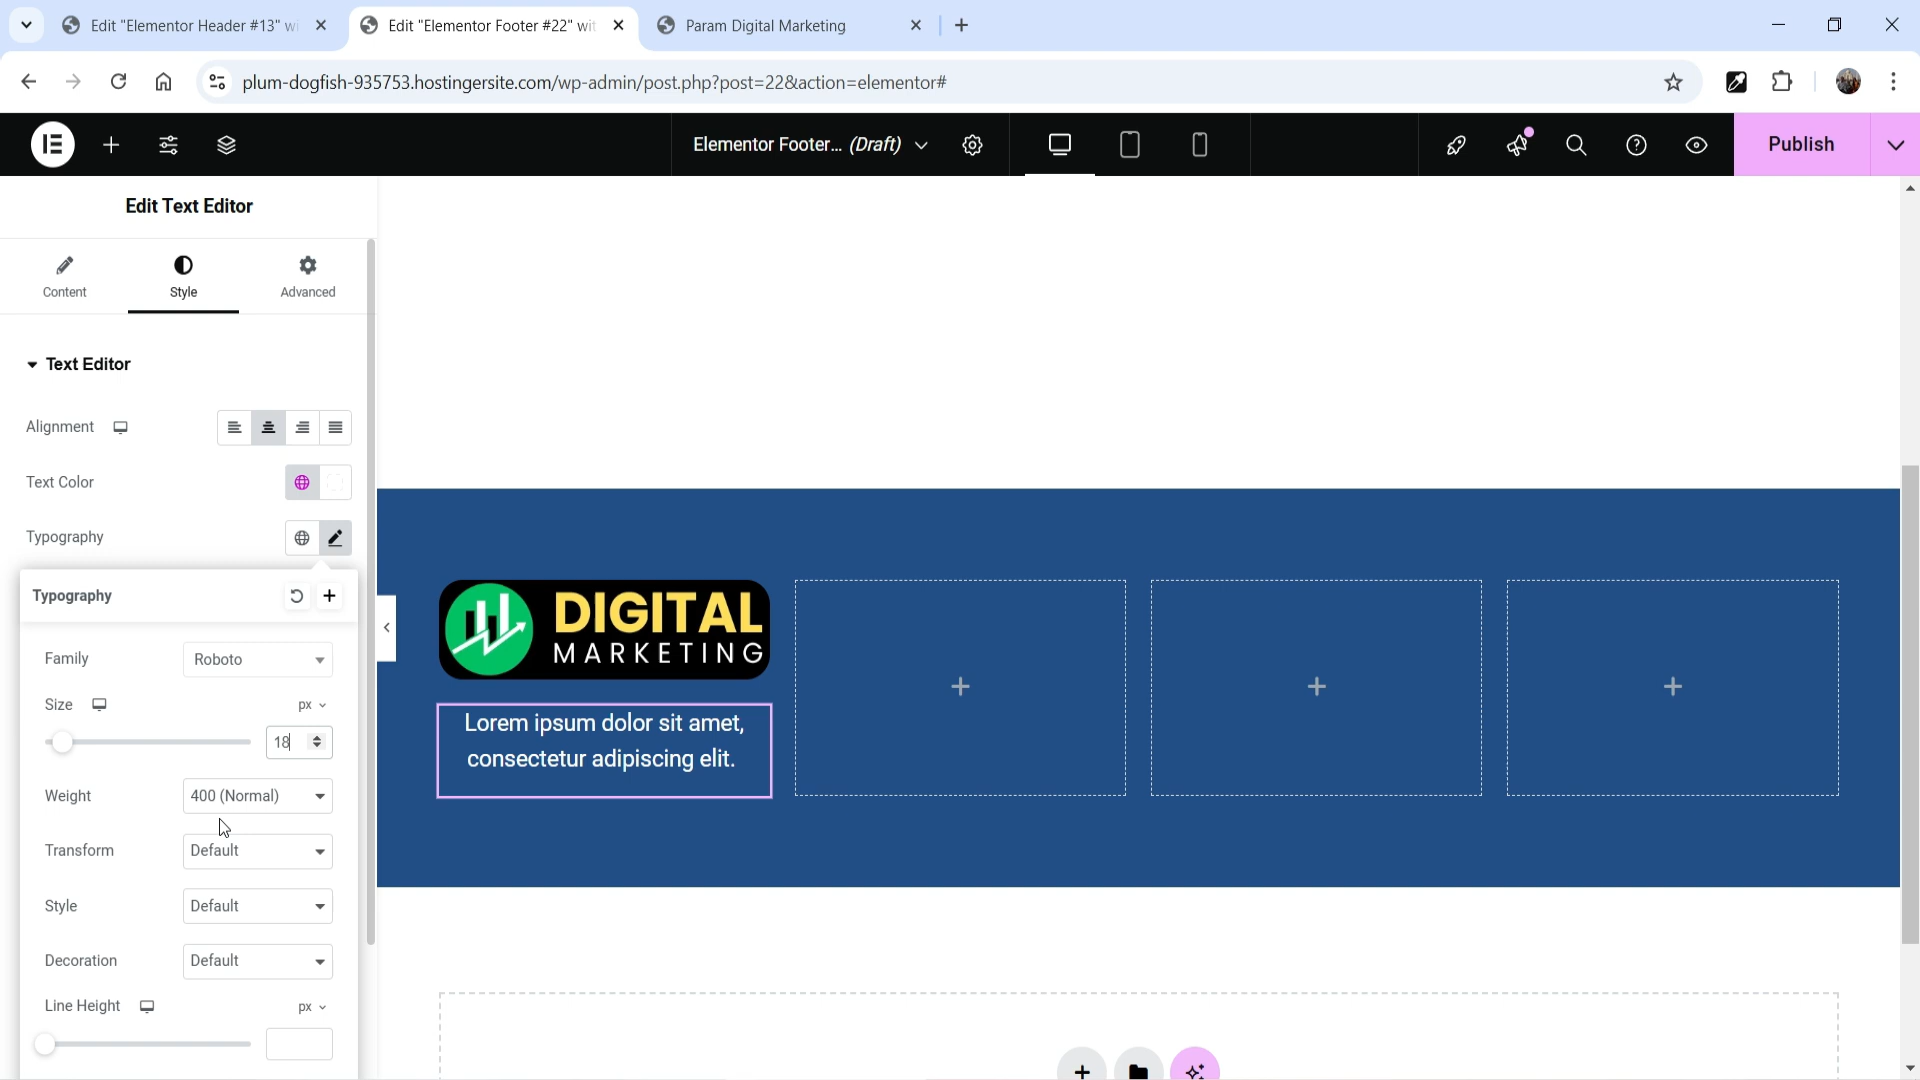 Edit "Elementor Header #13" wi
Edit "Elementor Footer #22" wit
Param Digital Marketing
plum-dogfish-935753.hostingersite.com/wp-admin/post.php?post=22&action=elementor#
Elementor Footer... (Draft)
Publish
Edit Text Editor
Content
Style
Advanced
Text Editor
Alignment
Text Color
Typography
Typography
Family
Roboto
Size
px
18
Weight
400 (Normal)
Transform
Default
Style
Default
Decoration
Default
Line Height
px
DIGITAL
MARKETING
Lorem ipsum dolor sit amet,
consectetur adipiscing elit.